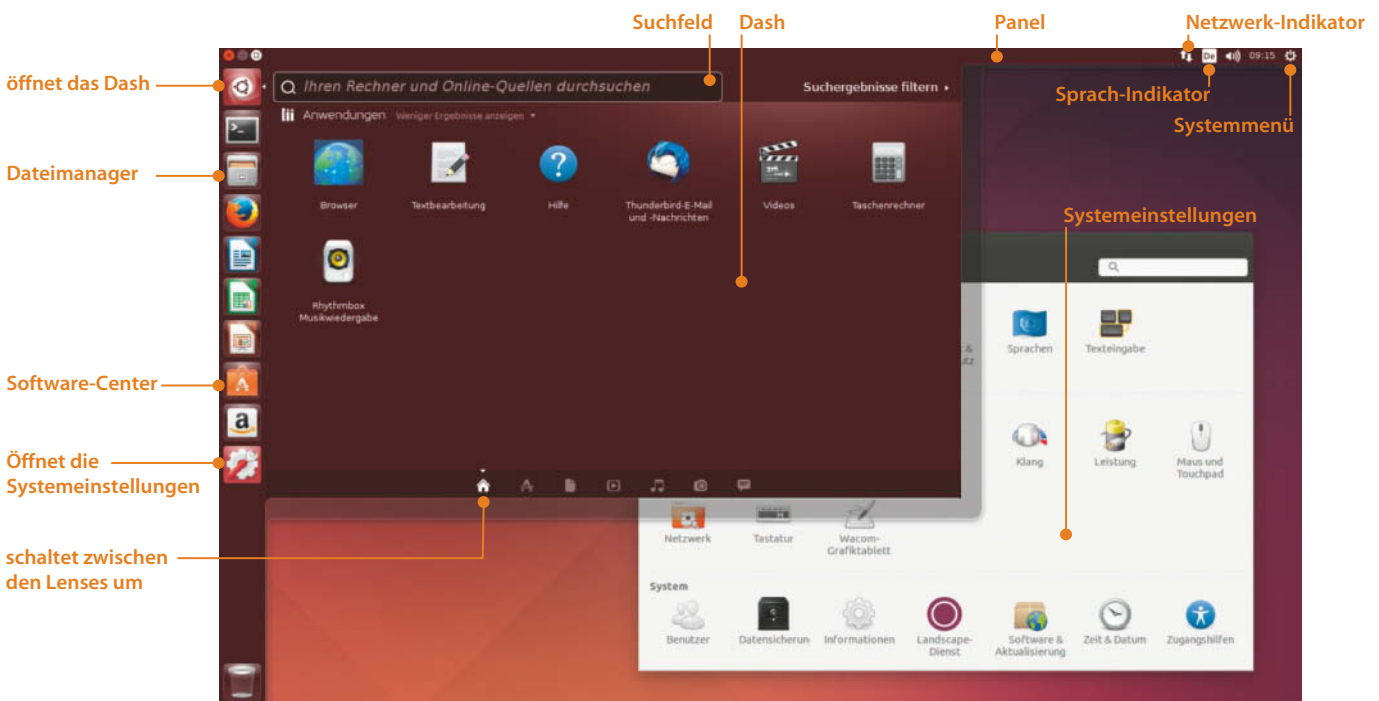 Suchfeld
Dash
Panel
Netzwerk-Indikator
öffnet das Dash
De
09:15
Ihren Rechner und Online-Quellen durchsuchen
Suchergebnisse filtern
Sprach-Indikator
Systemmenü
Anwendungen
Weniger Ergebnisse anzeigen
Dateimanager
Browser
Textbearbeitung
Hilfe
Thunderbird-E-Mail
und -Nachrichten
Videos
Taschenrechner
Systemeinstellungen
Rhythmbox
Musikwiedergabe
&
utz
Sprachen
Texteingabe
Software-Center
a
Öffnet die
Systemeinstellungen
Klang
Leistung
Maus und
Touchpad
Netzwerk
Tastatur
Wacom-
Grafiktablett
schaltet zwischen
den Lenses um
System
Benutzer
Datensicherun
Informationen
Landscape-
Dienst
Software &
Aktualisierung
Zeit & Datum
Zugangshilfen